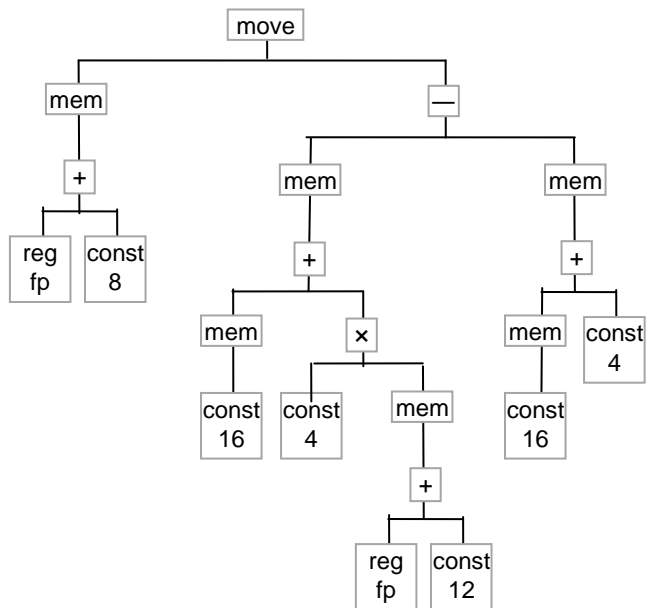 move
mem
—
mem
mem
+
+
+
reg
fp
const
8
mem
×
mem
const
4
const
16
const
4
mem
const
16
+
reg
fp
const
12